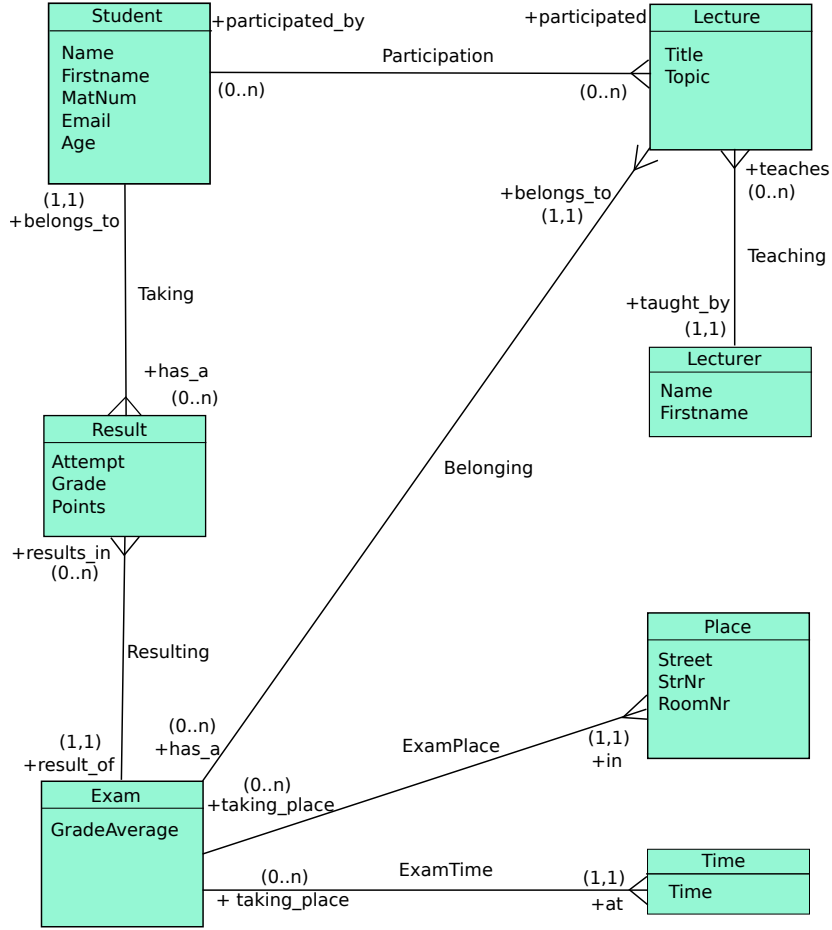 Student
Name
Firstname
MatNum
Email
Age
+participated_by
Participation
(0..n)
+participated
(0..n)
Lecture
Title
Topic
(1,1)
+belongs_to
Taking
+has_a
(0..n)
+belongs_to
(1,1)
+teaches
(0..n)
Teaching
+taught_by
(1,1)
Lecturer
Name
Firstname
Result
Attempt
Grade
Points
Belonging
+results_in
(0..n)
Resulting
(1,1)
+result_of
(0..n)
+has_a
Place
Street
StrNr
RoomNr
ExamPlace
(1,1)
+in
(0..n)
+taking_place
Exam
GradeAverage
ExamTime
(0..n)
+ taking_place
(1,1)
+at
Time
Time